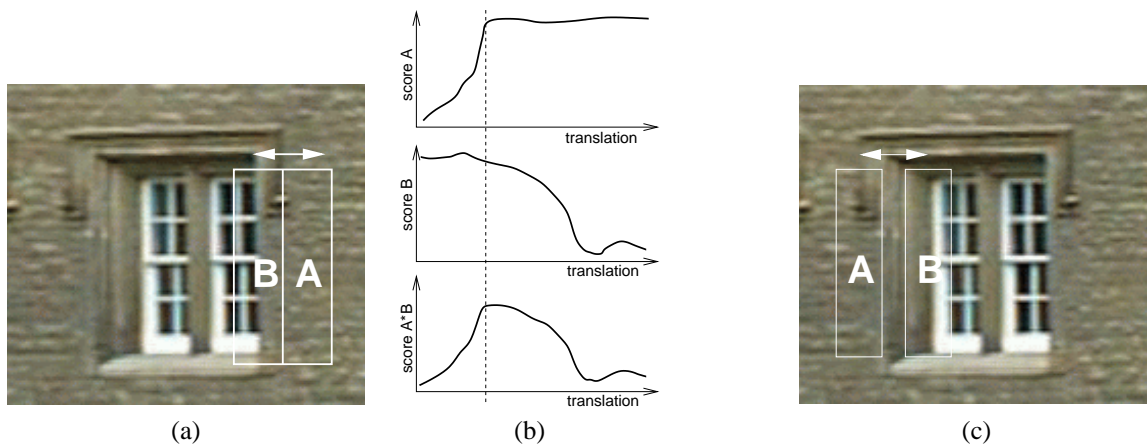 B A
(a)
score A
translation
score B
translation
score A*B
translation
(b)
A B
(c)